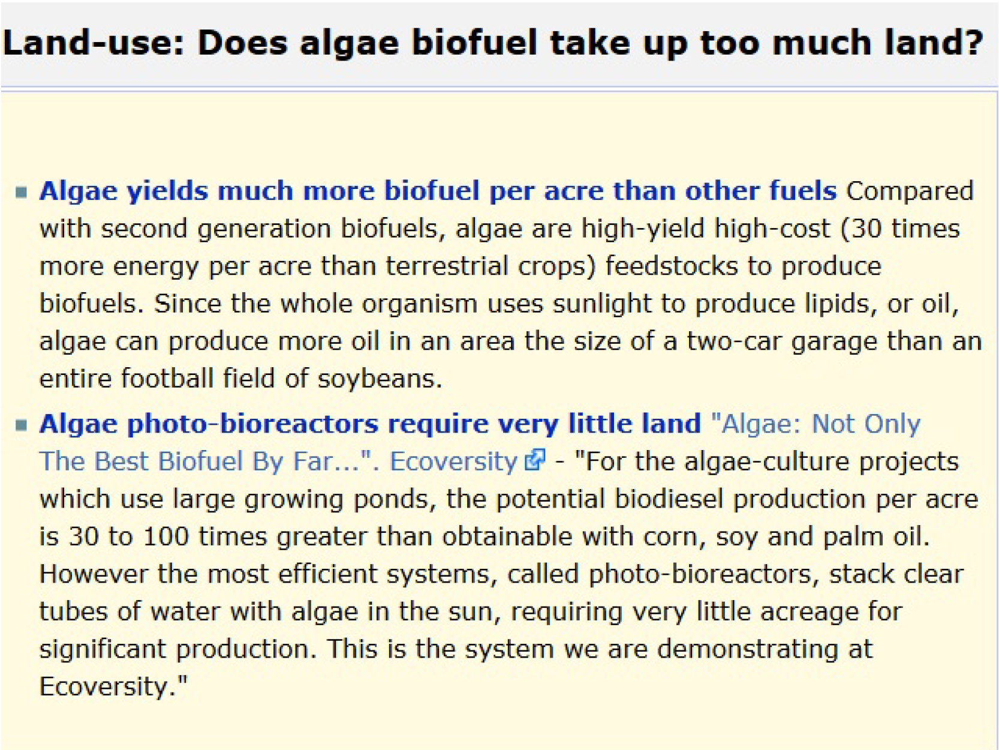 Land-use: Does algae biofuel take up too much land?
Algae yields much more biofuel per acre than other fuels Compared
with second generation biofuels, algae are high-yield high-cost (30 times
more energy per acre than terrestrial crops) feedstocks to produce
biofuels. Since the whole organism uses sunlight to produce lipids, or oil,
algae can produce more oil in an area the size of a two-car garage than an
entire football field of soybeans.
Algae photo-bioreactors require very little land "Algae: Not Only
The Best Biofuel By Far...". Ecoversity - "For the algae-culture projects
which use large growing ponds, the potential biodiesel production per acre
is 30 to 100 times greater than obtainable with corn, soy and palm oil.
However the most efficient systems, called photo-bioreactors, stack clear
tubes of water with algae in the sun, requiring very little acreage for
significant production. This is the system we are demonstrating at
Ecoversity."